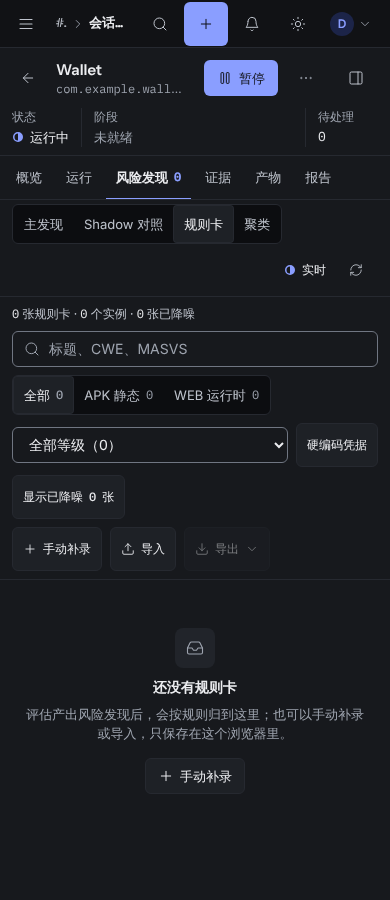 #. 会话…
D
Wallet
com.example.wall...
暂停
状态
运行中
阶段
未就绪
待处理
0
概览 运行 风险发现 0 证据 产物 报告
主发现 Shadow 对照 规则卡 聚类
实时
0 张规则卡 · 0 个实例 · 0 张已降噪
标题、CWE、MASVS
全部 0 APK 静态 0 WEB 运行时 0
全部等级（0）
硬编码凭据
显示已降噪 0 张
手动补录 导入 导出
还没有规则卡
评估产出风险发现后，会按规则归到这里；也可以手动补录
或导入，只保存在这个浏览器里。
手动补录